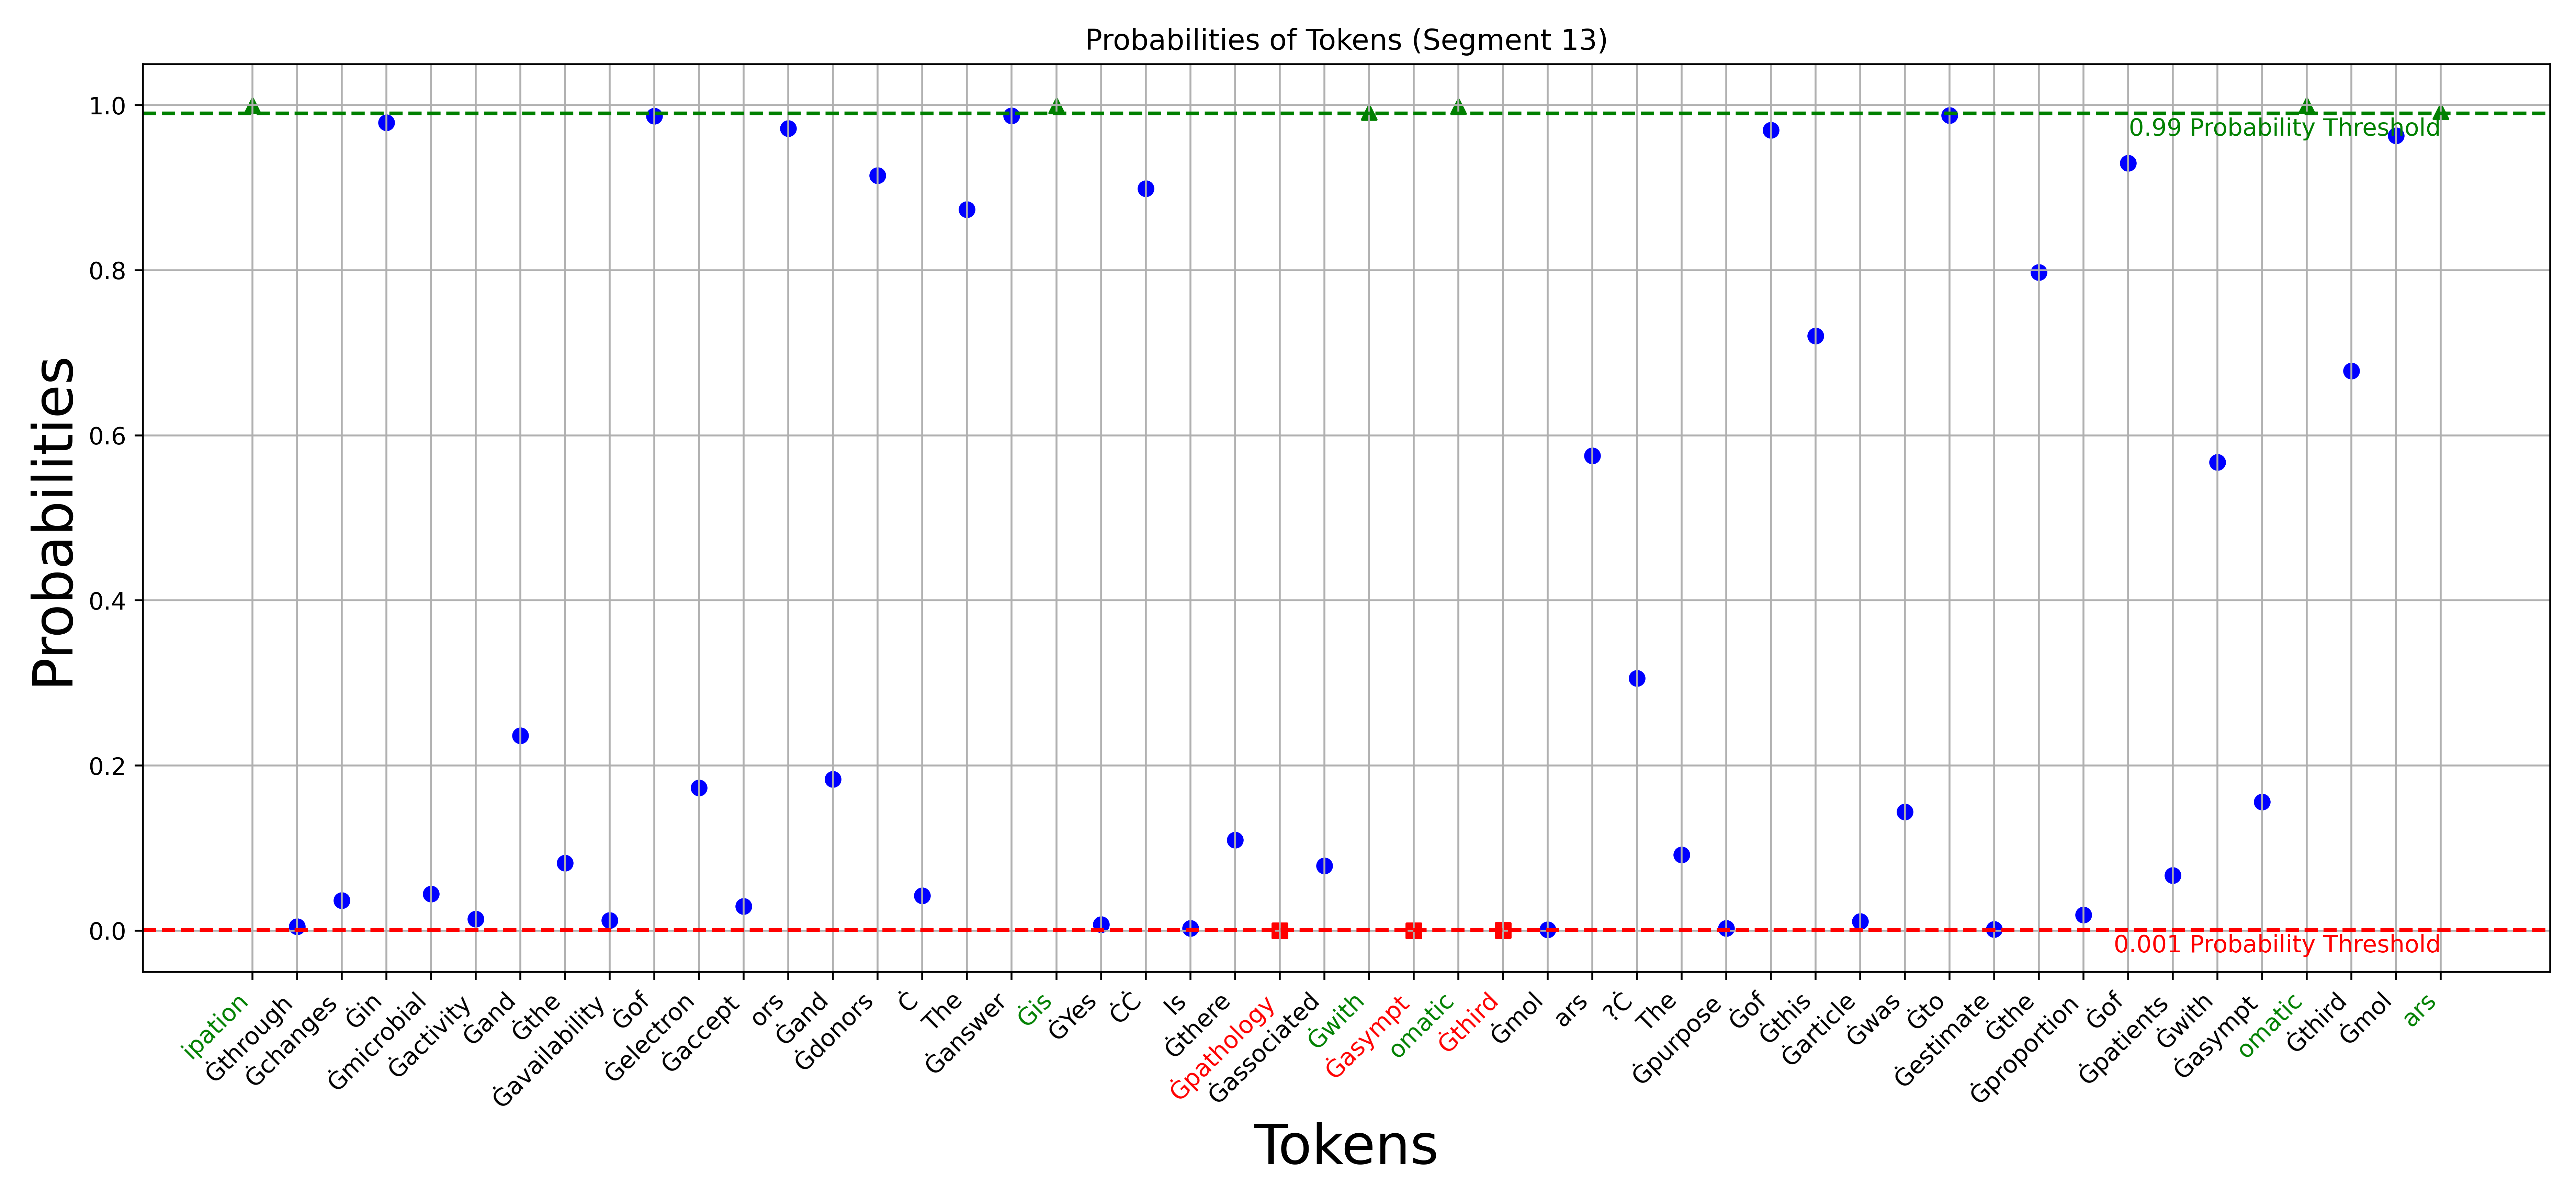 Probabilities of Tokens (Segment 13)
Probabilities
1.0
0.8
0.6
0.4
0.2
0.0
0.99 Probability Threshold
0.001 Probability Threshold
ipation
Ġthrough
Ġchanges
Ġin
Ġmicrobial
Ġactivity
Ġand
Ġthe
Ġavailability
Ġof
Ġelectron
Ġaccept
ors
Ġand
Ġdonors
Ċ
The
Ġanswer
Ġis
ĠYes
ĊĊ
Is
Ġthere
Ġpathology
Ġassociated
Ġwith
Ġasympt
omatic
Ġthird
Ġmol
ars
?Ċ
The
Ġpurpose
Ġof
Ġthis
Ġarticle
Ġwas
Ġto
Ġestimate
Ġthe
Ġproportion
Ġof
Ġpatients
Ġwith
Ġasympt
omatic
Ġthird
Ġmol
ars
Tokens